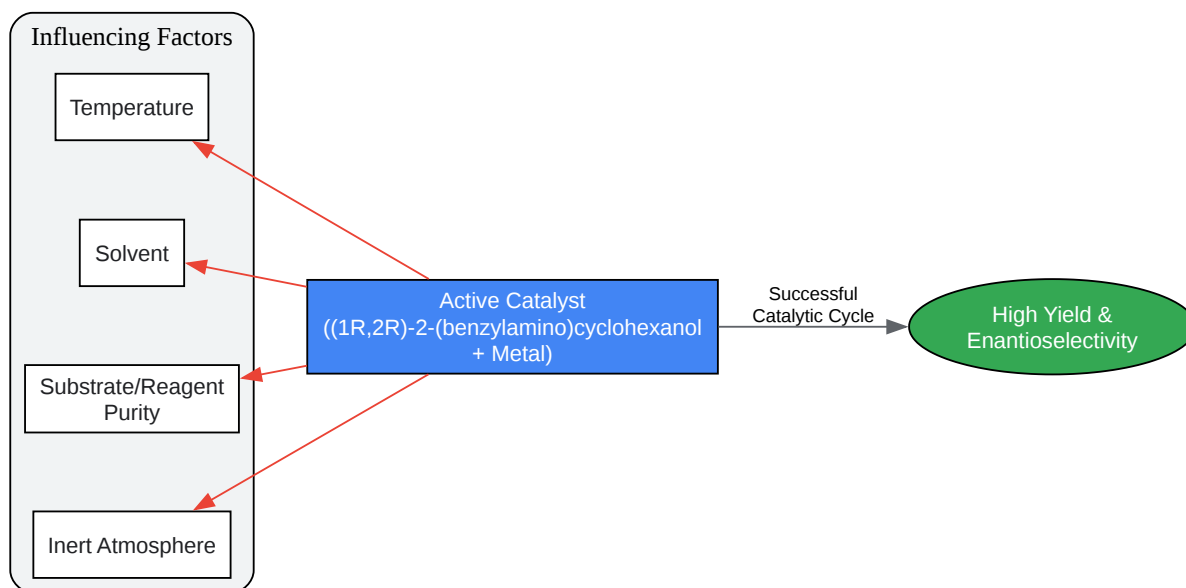 Influencing Factors
Temperature
Solvent
Substrate/Reagent
Purity
Inert Atmosphere
Active Catalyst
((1R,2R)-2-(benzylamino)cyclohexanol
+ Metal)
Successful
Catalytic Cycle
High Yield &
Enantioselectivity